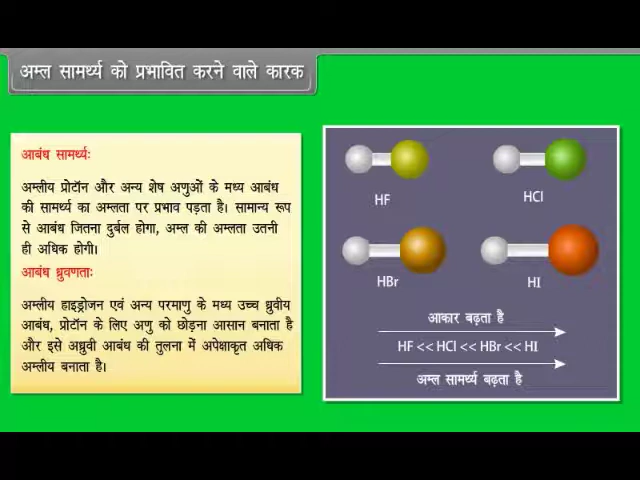 अम्ल सामर्थ्य को प्रभावित करने वाले कारक
आबंध सामर्थ्यः
अम्लीय प्रोटॉन और अन्य शेष अणुओं के मध्य आबंध
की सामर्थ्य का अम्लता पर प्रभाव पड़ता है। सामान्य रूप
से आबंध जितना दुर्बल होगा, अम्ल की अम्लता उतनी
ही अधिक होगी।
आबंध ध्रुवणताः
अम्लीय हाइड्रोजन एवं अन्य परमाणु के मध्य उच्च ध्रुवीय
आबंध, प्रोटॉन के लिए अणु को छोड़ना आसान बनाता है
और इसे अध्रुवी आबंध की तुलना में अपेक्षाकृत अधिक
अम्लीय बनाता है।
HF
HCl
HBr
HI
आकार बढ़ता है
HF << HCl << HBr << HI
अम्ल सामर्थ्य बढ़ता है